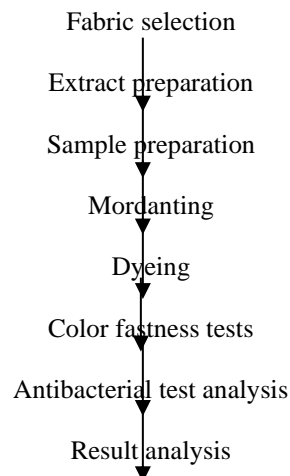 Fabric selection
Extract preparation
Sample preparation
Mordanting
Dyeing
Color fastness tests
Antibacterial test analysis
Result analysis